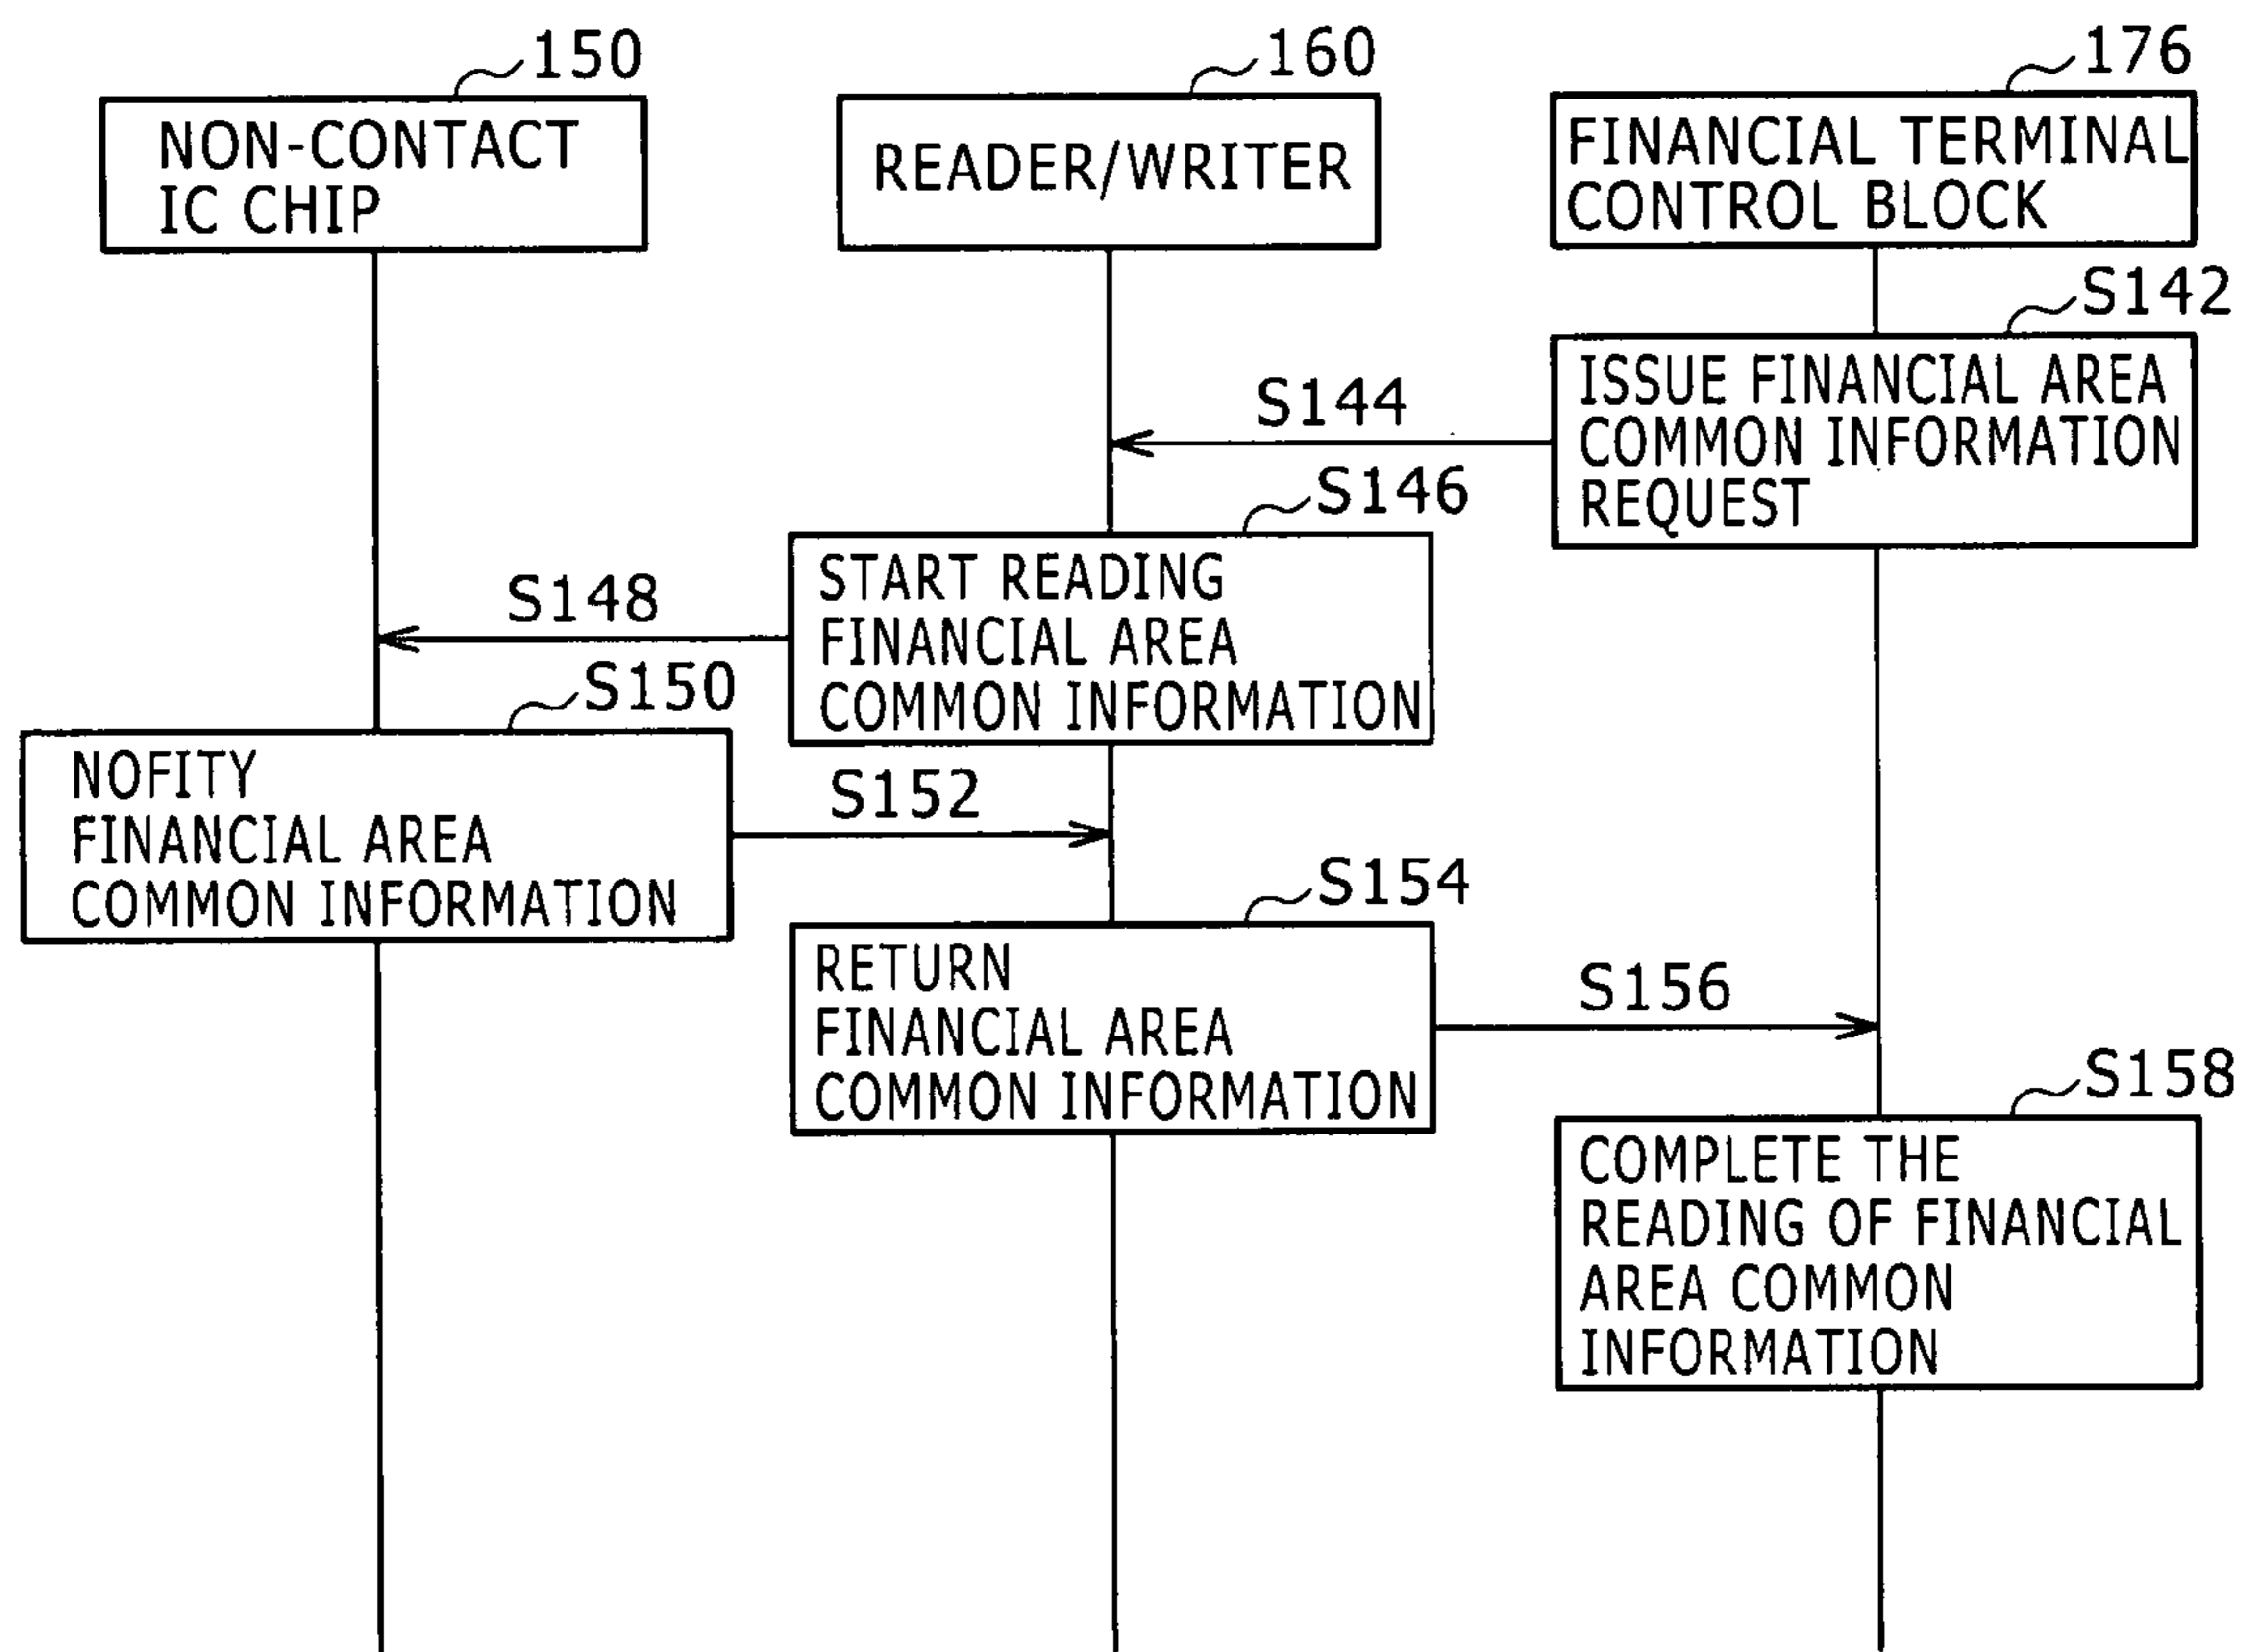 150
160
176
NON-CONTACT
IC CHIP
READER/WRITER
FINANCIAL TERMINAL
CONTROL BLOCK
S142
ISSUE FINANCIAL AREA
COMMON INFORMATION
REQUEST
S144
S146
START READING
FINANCIAL AREA
COMMON INFORMATION
S148
S150
NOFITY
FINANCIAL AREA
COMMON INFORMATION
S152
S154
RETURN
FINANCIAL AREA
COMMON INFORMATION
S156
S158
COMPLETE THE
READING OF FINANCIAL
AREA COMMON
INFORMATION